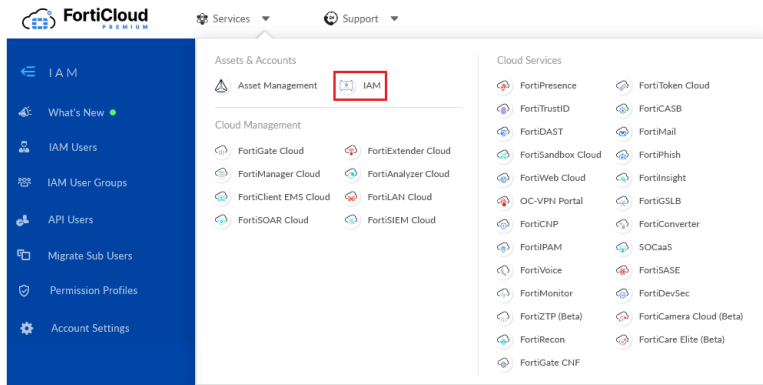 FortiCloud
PREMIUM
Services
Support
IAM
What's New
IAM Users
IAM User Groups
API Users
Migrate Sub Users
Permission Profiles
Account Settings
Assets & Accounts
Asset Management
IAM
Cloud Management
FortiGate Cloud
FortiExtender Cloud
FortiManager Cloud
FortiAnalyzer Cloud
FortiClient EMS Cloud
FortiLAN Cloud
FortiSOAR Cloud
FortiSIEM Cloud
Cloud Services
FortiPresence
FortiToken Cloud
FortiTrustID
FortiCASB
FortiDAST
FortiMail
FortiSandbox Cloud
FortiPhish
FortiWeb Cloud
FortiInsight
OC-VPN Portal
FortiGSLB
FortiCNP
FortiConverter
FortiIPAM
SOCaaS
FortiVoice
FortiSASE
FortiMonitor
FortiDevSec
FortiZTP (Beta)
FortiCamera Cloud (Beta)
FortiRecon
FortiCare Elite (Beta)
FortiGate CNF